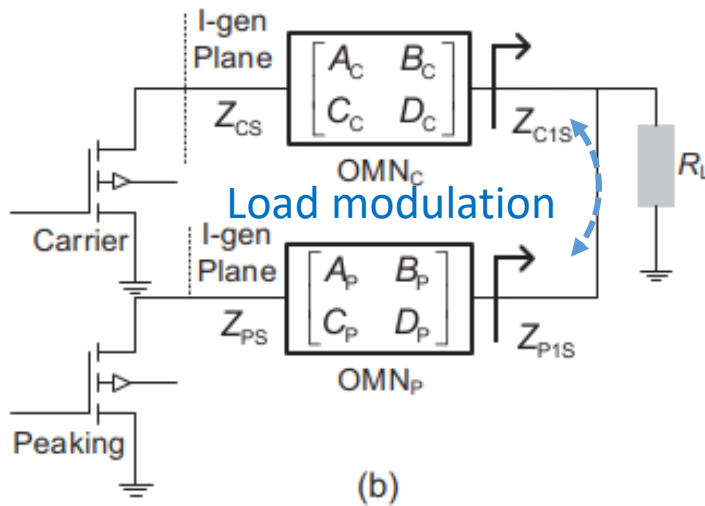 I-gen
Plane
A_C B_C
C_C D_C
Z_CS
Z_C1S
OMN_C
R_L
Load modulation
Carrier
I-gen
Plane
A_P B_P
C_P D_P
Z_PS
Z_P1S
OMN_P
Peaking
(b)